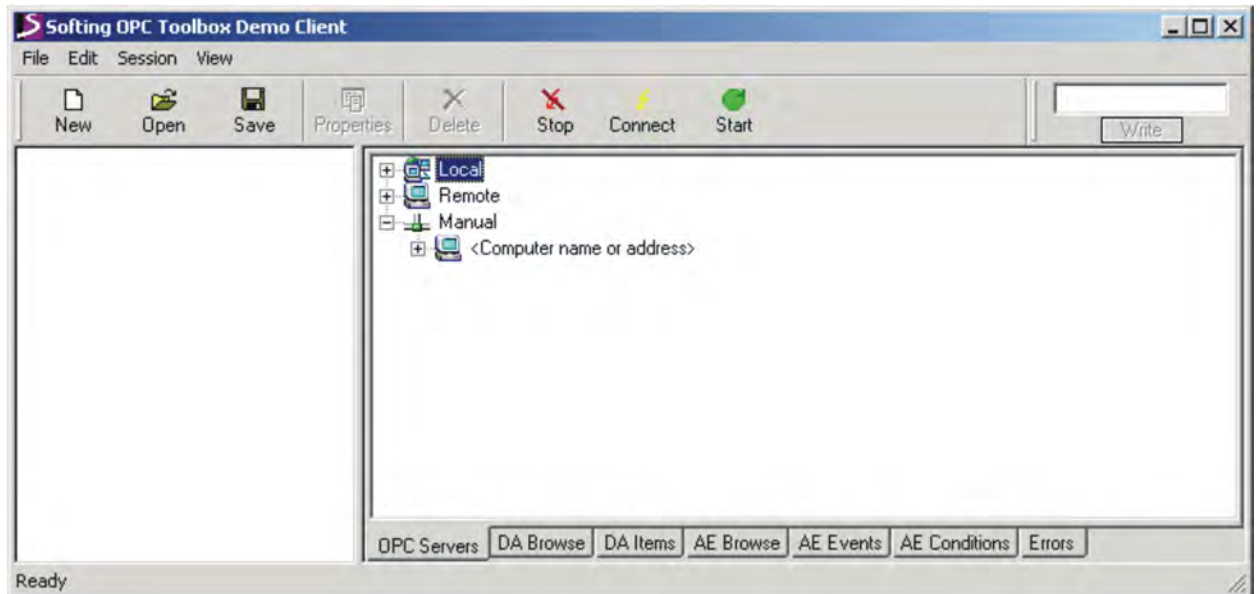 Softing OPC Toolbox Demo Client
File Edit Session View
New Open Save Properties Delete Stop Connect Start Write
Local
Remote
Manual
<Computer name or address>
OPC Servers DA Browse DA Items AE Browse AE Events AE Conditions Errors
Ready